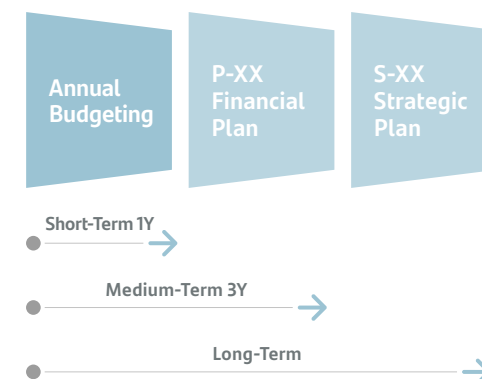 Annual
Budgeting
P-XX
Financial
Plan
S-XX
Strategic
Plan
Short-Term 1Y
Medium-Term 3Y
Long-Term